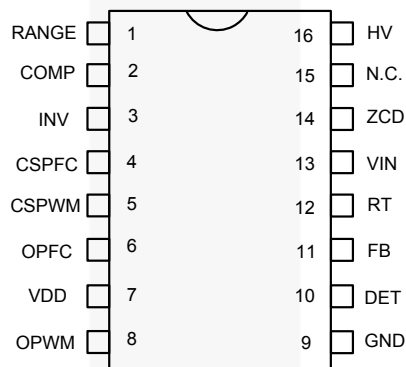 RANGE 1 16 HV
COMP 2 15 N.C.
INV 3 14 ZCD
CSPFC 4 13 VIN
CSPWM 5 12 RT
OPFC 6 11 FB
VDD 7 10 DET
OPWM 8 9 GND